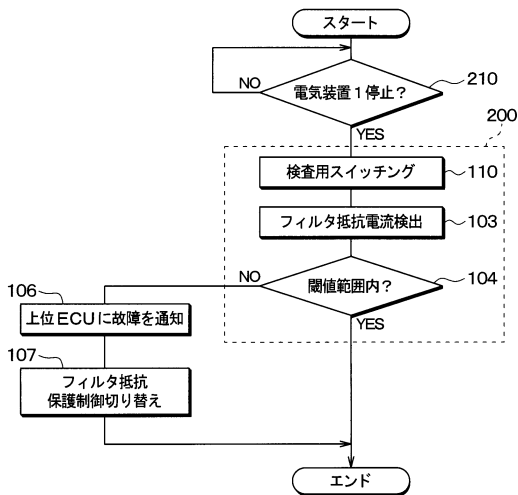 スタート
電気装置1停止?
210
NO
YES
200
検査用スイッチング
110
フィルタ抵抗電流検出
103
閾値範囲内?
104
NO
YES
106
上位ECUに故障を通知
107
フィルタ抵抗
保護制御切り替え
エンド